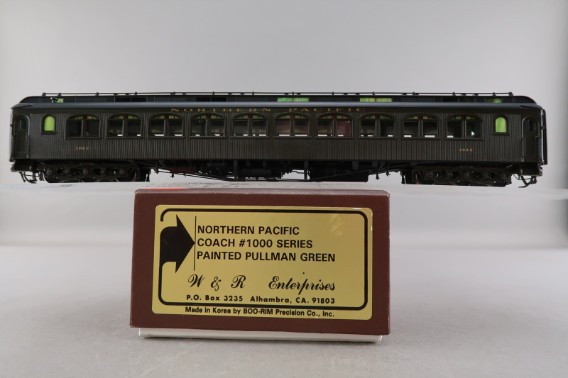 NORTHERN PACIFIC
NORTHERN PACIFIC
COACH #1000 SERIES
PAINTED PULLMAN GREEN
W & R Enterprises
P.O. Box 3235 Alhambra, CA. 91803
Made in Korea by BOO-RIM Precision Co., Inc.